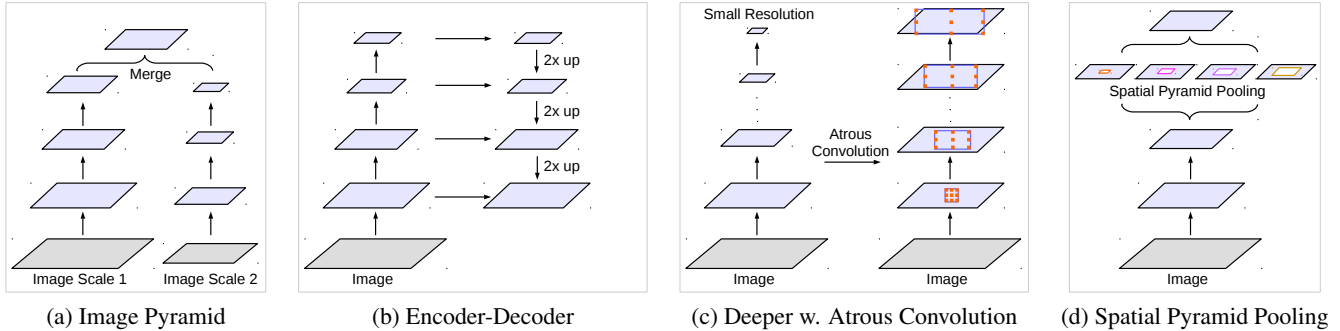 Merge
Image Scale 1
Image Scale 2
(a) Image Pyramid
2x up
2x up
2x up
Image
(b) Encoder-Decoder
Small Resolution
Atrous
Convolution
Image
Image
(c) Deeper w. Atrous Convolution
Spatial Pyramid Pooling
Image
(d) Spatial Pyramid Pooling